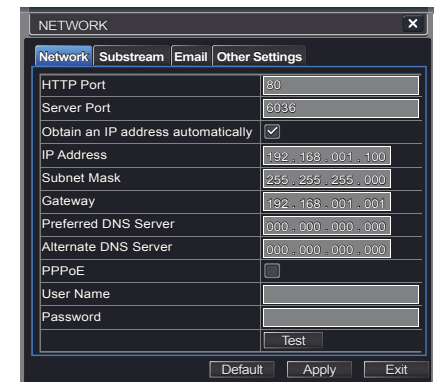 NETWORK X
Network Substream Email Other Settings
HTTP Port 80
Server Port 6036
Obtain an IP address automatically
IP Address 192 . 168 . 001 . 100
Subnet Mask 255 . 255 . 255 . 000
Gateway 192 . 168 . 001 . 001
Preferred DNS Server 000 . 000 . 000 . 000
Alternate DNS Server 000 . 000 . 000 . 000
PPPoE
User Name
Password
Test
Default Apply Exit